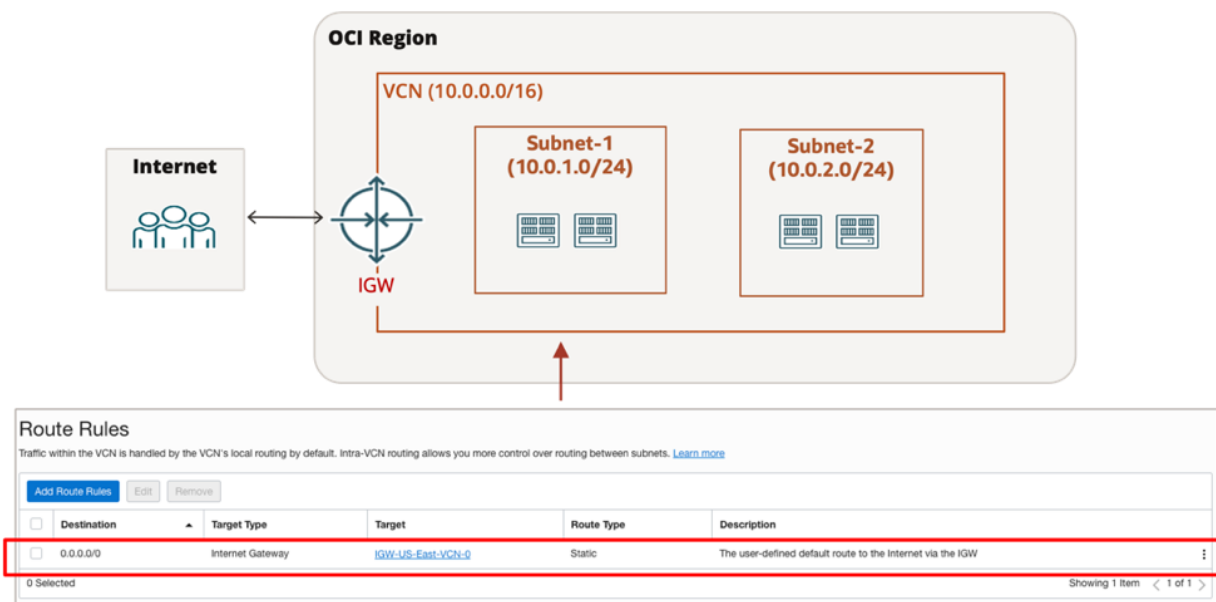 OCI Region
VCN (10.0.0.0/16)
Internet
Subnet-1
(10.0.1.0/24)
Subnet-2
(10.0.2.0/24)
IGW
Route Rules
Traffic within the VCN is handled by the VCN's local routing by default. Intra-VCN routing allows you more control over routing between subnets. Learn more
Add Route Rules Edit Remove
Destination Target Type Target Route Type Description
0.0.0.0/0 Internet Gateway IGW-US-East-VCN-0 Static The user-defined default route to the Internet via the IGW
0 Selected Showing 1 Item < 1 of 1 >